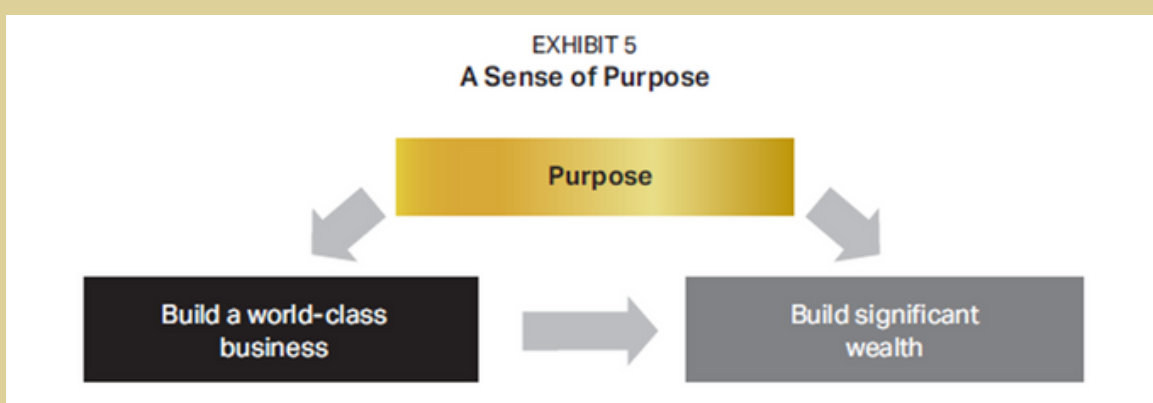 EXHIBIT 5
A Sense of Purpose
Purpose
Build a world-class
business
Build significant
wealth